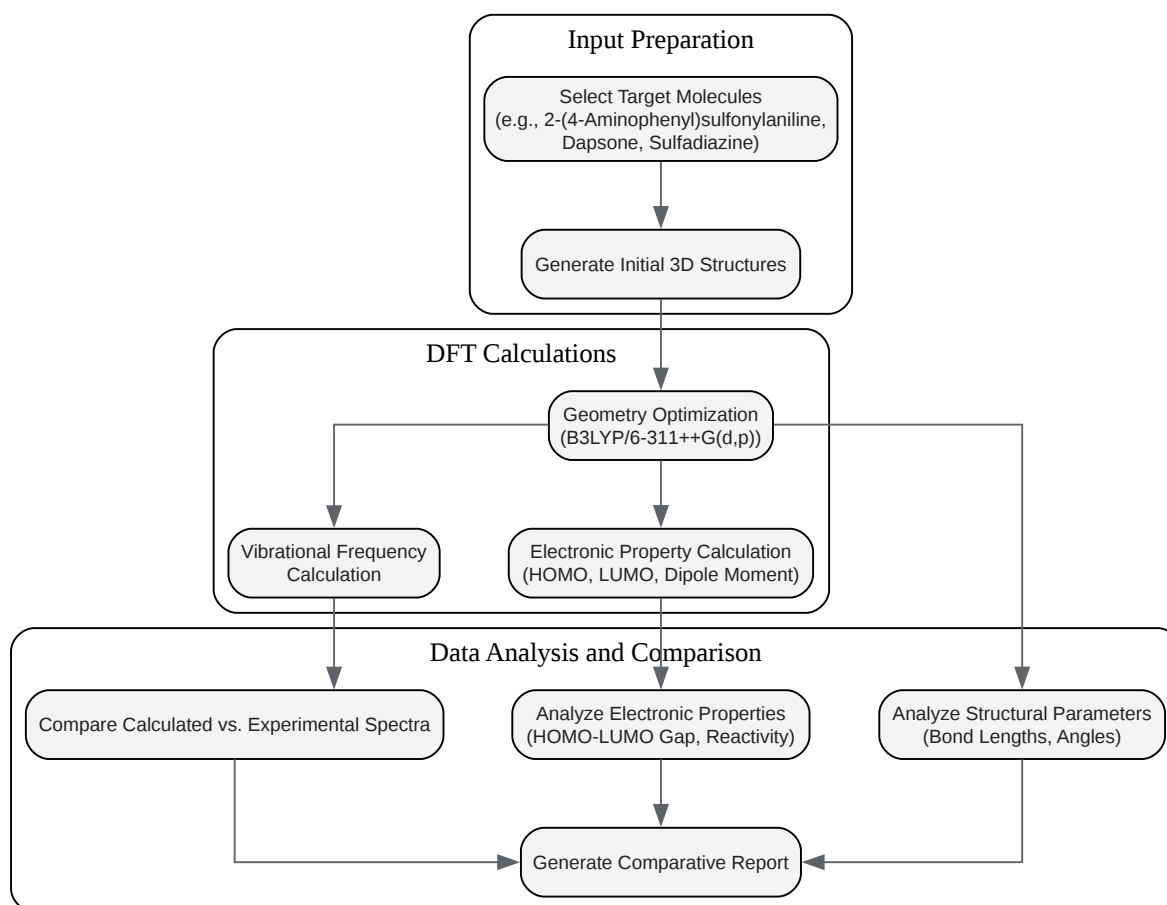 Input Preparation
Select Target Molecules
(e.g., 2-(4-Aminophenyl)sulfonylaniline,
Dapsone, Sulfadiazine)
Generate Initial 3D Structures
DFT Calculations
Geometry Optimization
(B3LYP/6-311++G(d,p))
Vibrational Frequency
Calculation
Electronic Property Calculation
(HOMO, LUMO, Dipole Moment)
Data Analysis and Comparison
Compare Calculated vs. Experimental Spectra
Analyze Electronic Properties
(HOMO-LUMO Gap, Reactivity)
Analyze Structural Parameters
(Bond Lengths, Angles)
Generate Comparative Report